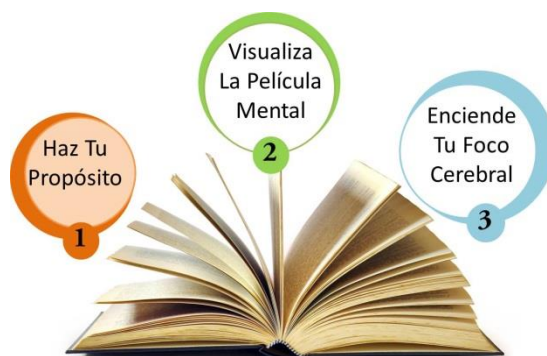 Haz Tu
Propósito
1
Visualiza
La Película
Mental
2
Enciende
Tu Foco
Cerebral
3